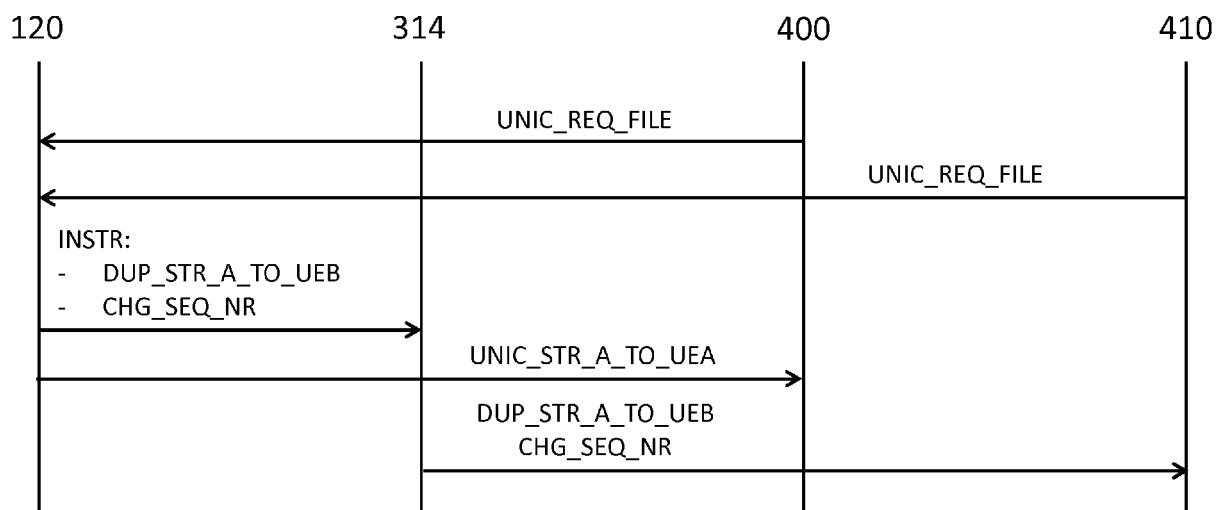 120 314 400 410
UNIC_REQ_FILE
UNIC_REQ_FILE
INSTR:
- DUP_STR_A_TO_UEB
- CHG_SEQ_NR
UNIC_STR_A_TO_UEA
DUP_STR_A_TO_UEB
CHG_SEQ_NR